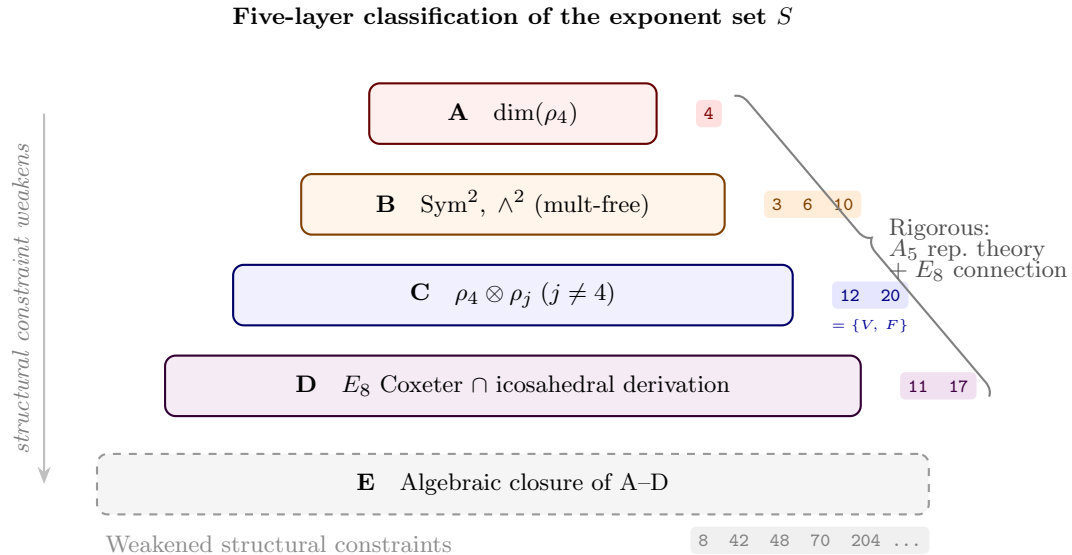 Five-layer classification of the exponent set S
structural constraint weakens
A dim(ρ₄)
4
B Sym², ∧² (mult-free)
3 6 10
Rigorous:
A₅ rep. theory
+ E₈ connection
C ρ₄ ⊗ ρⱼ (j ≠ 4)
12 20
= {V, F}
D E₈ Coxeter ∩ icosahedral derivation
11 17
E Algebraic closure of A–D
Weakened structural constraints
8 42 48 70 204 ...